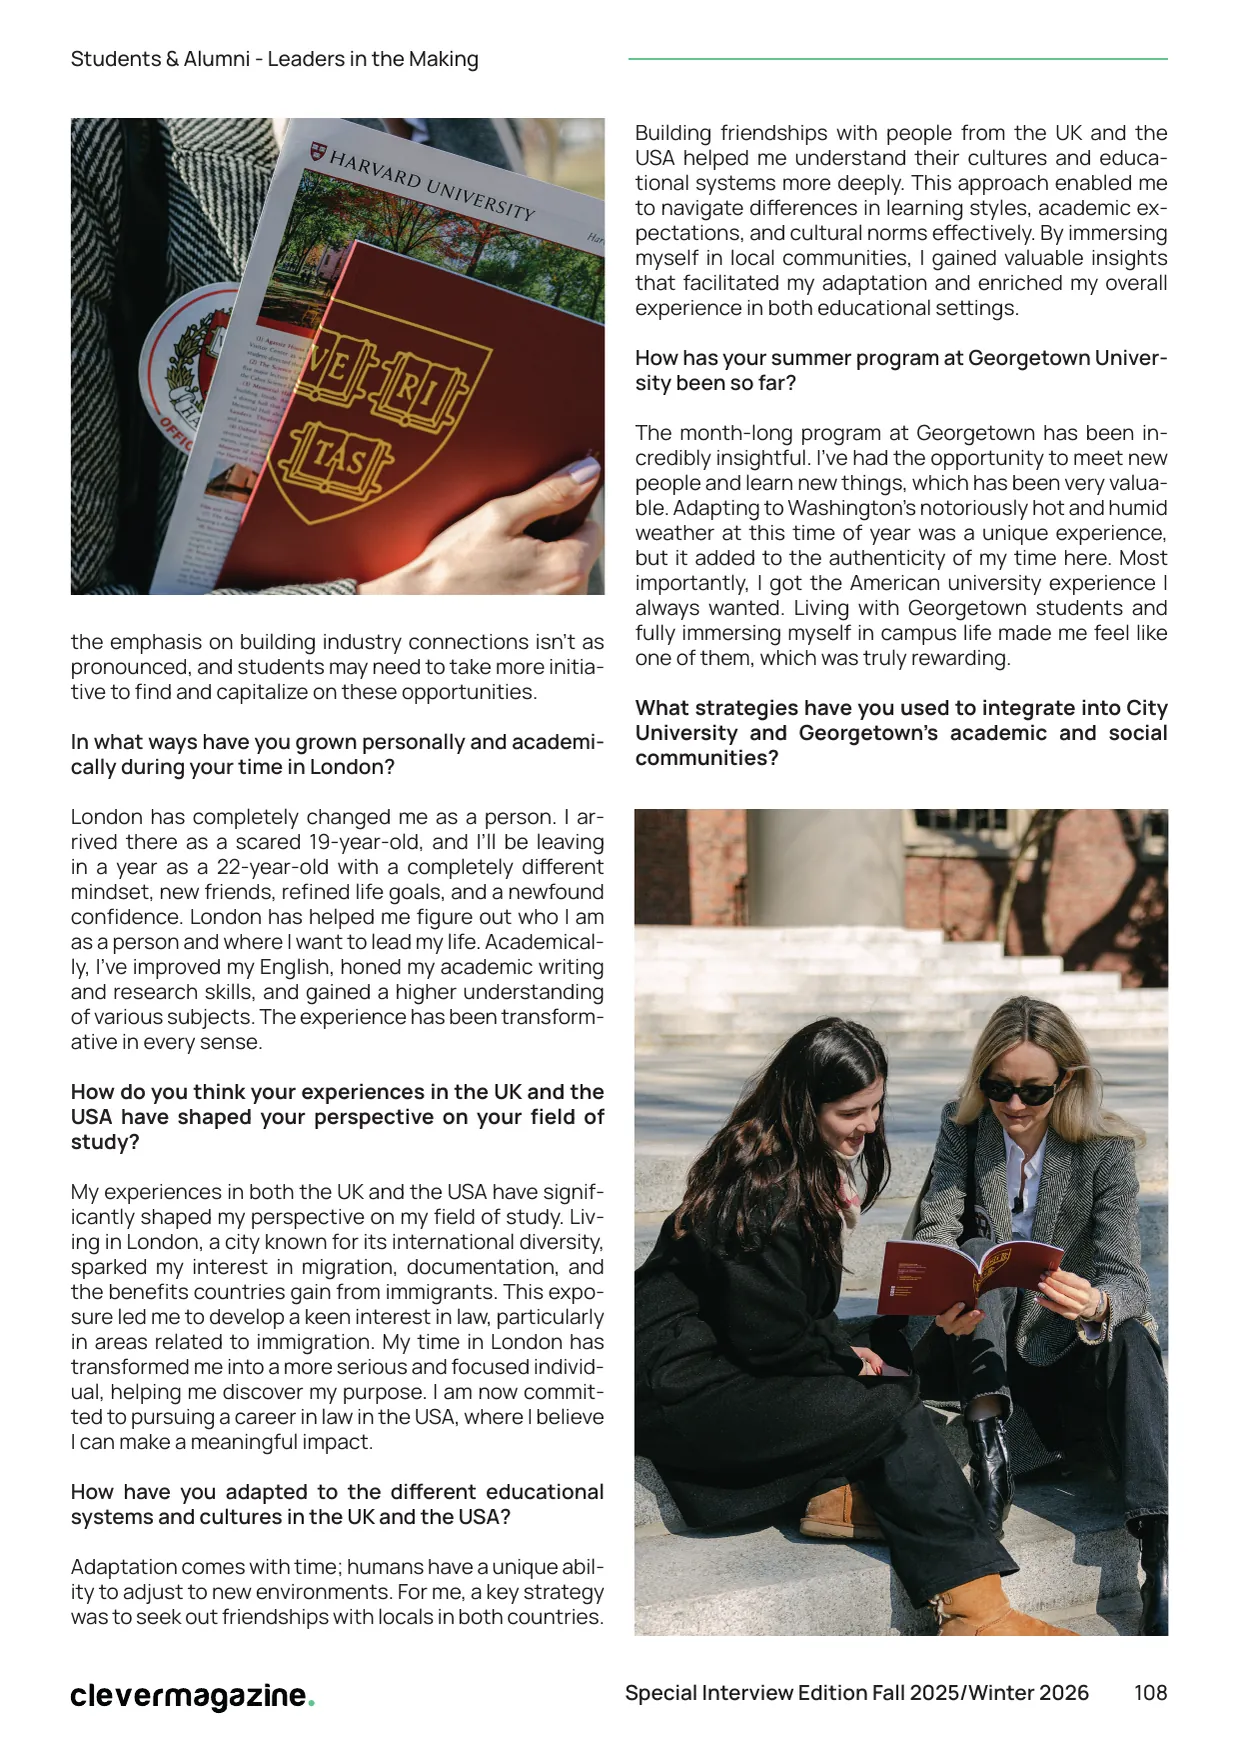 Students & Alumni - Leaders in the Making
HARVARD UNIVERSITY
Har
VE
RI
TAS
OFFIC
the emphasis on building industry connections isn't as
pronounced, and students may need to take more initia-
tive to find and capitalize on these opportunities.
In what ways have you grown personally and academi-
cally during your time in London?
London has completely changed me as a person. I ar-
rived there as a scared 19-year-old, and I'll be leaving
in a year as a 22-year-old with a completely different
mindset, new friends, refined life goals, and a newfound
confidence. London has helped me figure out who I am
as a person and where I want to lead my life. Academical-
ly, I've improved my English, honed my academic writing
and research skills, and gained a higher understanding
of various subjects. The experience has been transform-
ative in every sense.
How do you think your experiences in the UK and the
USA have shaped your perspective on your field of
study?
My experiences in both the UK and the USA have signif-
icantly shaped my perspective on my field of study. Liv-
ing in London, a city known for its international diversity,
sparked my interest in migration, documentation, and
the benefits countries gain from immigrants. This expo-
sure led me to develop a keen interest in law, particularly
in areas related to immigration. My time in London has
transformed me into a more serious and focused individ-
ual, helping me discover my purpose. I am now commit-
ted to pursuing a career in law in the USA, where I believe
I can make a meaningful impact.
How have you adapted to the different educational
systems and cultures in the UK and the USA?
Adaptation comes with time; humans have a unique abil-
ity to adjust to new environments. For me, a key strategy
was to seek out friendships with locals in both countries.
Building friendships with people from the UK and the
USA helped me understand their cultures and educa-
tional systems more deeply. This approach enabled me
to navigate differences in learning styles, academic ex-
pectations, and cultural norms effectively. By immersing
myself in local communities, I gained valuable insights
that facilitated my adaptation and enriched my overall
experience in both educational settings.
How has your summer program at Georgetown Univer-
sity been so far?
The month-long program at Georgetown has been in-
credibly insightful. I've had the opportunity to meet new
people and learn new things, which has been very valua-
ble. Adapting to Washington's notoriously hot and humid
weather at this time of year was a unique experience,
but it added to the authenticity of my time here. Most
importantly, I got the American university experience I
always wanted. Living with Georgetown students and
fully immersing myself in campus life made me feel like
one of them, which was truly rewarding.
What strategies have you used to integrate into City
University and Georgetown's academic and social
communities?
clevermagazine.
Special Interview Edition Fall 2025/Winter 2026 108